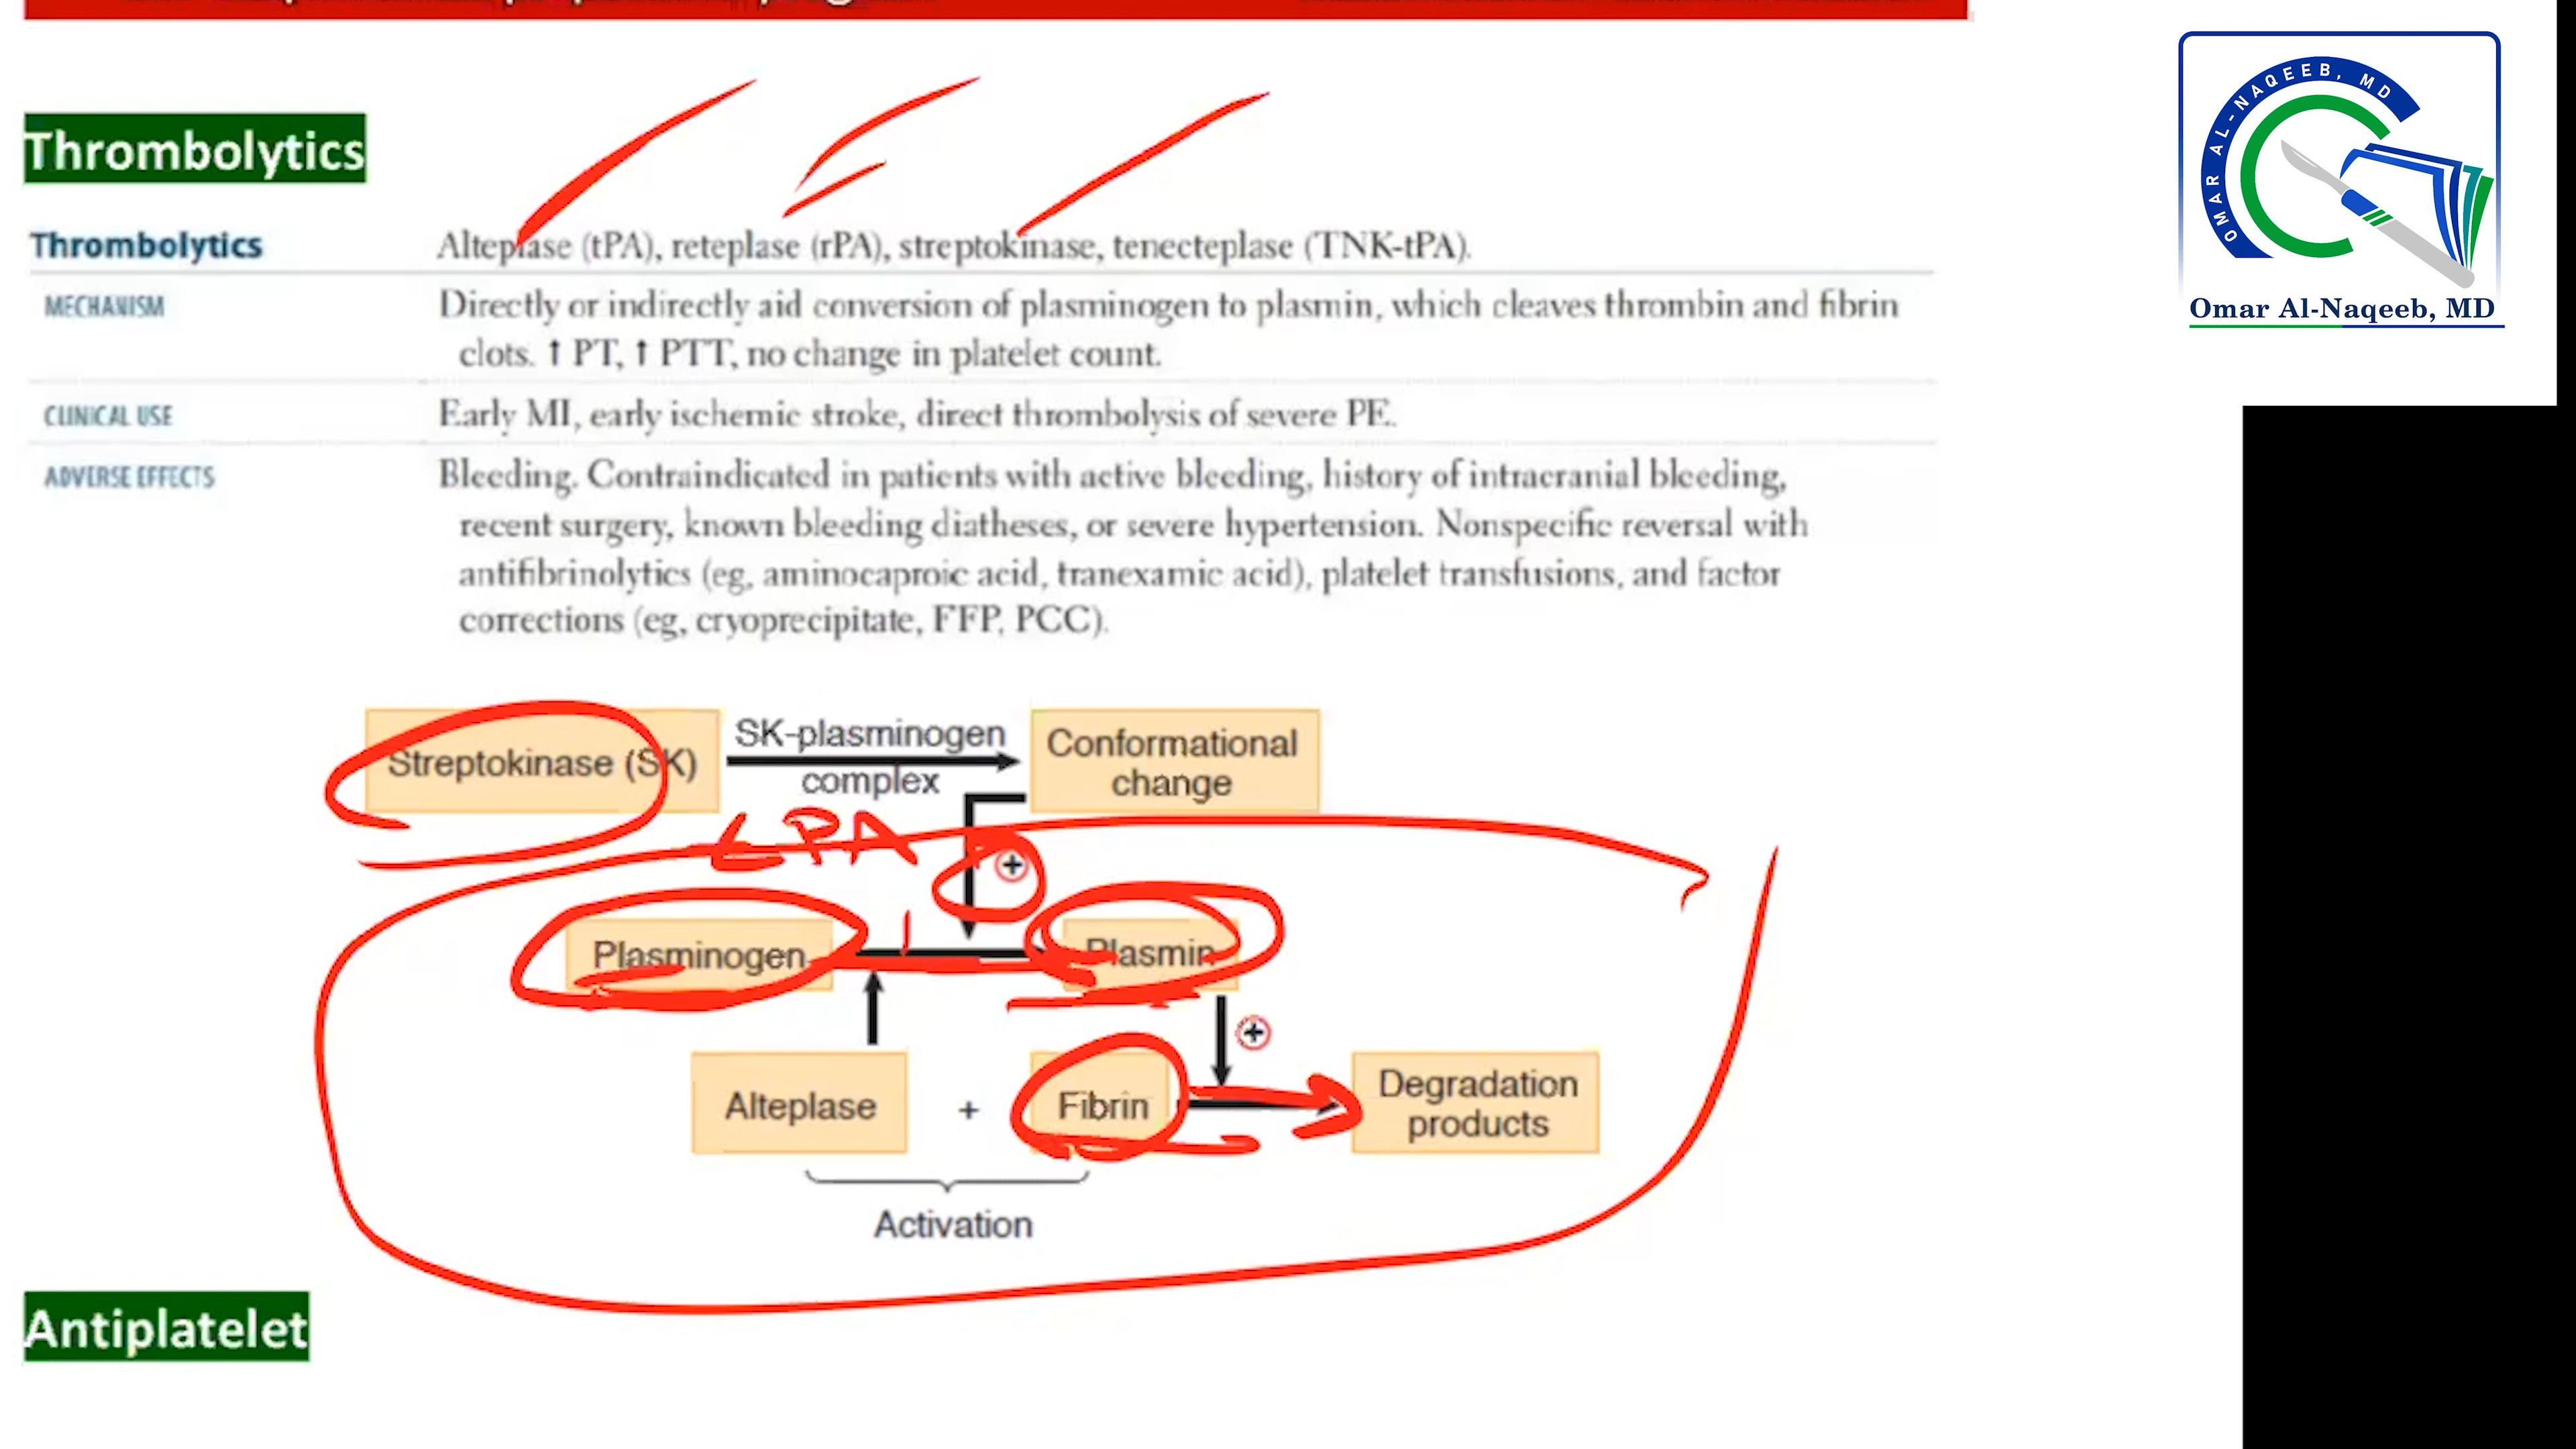 Thrombolytics
Thrombolytics Alteplase (tPA), reteplase (rPA), streptokinase, tenecteplase (TNK-tPA).
MECHANISM Directly or indirectly aid conversion of plasminogen to plasmin, which cleaves thrombin and fibrin
clots. ↑ PT, ↑ PTT, no change in platelet count.
CLINICAL USE Early MI, early ischemic stroke, direct thrombolysis of severe PE.
ADVERSE EFFECTS Bleeding. Contraindicated in patients with active bleeding, history of intracranial bleeding,
recent surgery, known bleeding diatheses, or severe hypertension. Nonspecific reversal with
antifibrinolytics (eg, aminocaproic acid, tranexamic acid), platelet transfusions, and factor
corrections (eg, cryoprecipitate, FFP, PCC).
Streptokinase (SK)
SK-plasminogen
complex
Conformational
change
tPA
+
Plasminogen
Plasmin
+
Alteplase + Fibrin
Degradation
products
Activation
Antiplatelet
OMAR AL-NAQEEB, MD
Omar Al-Naqeeb, MD